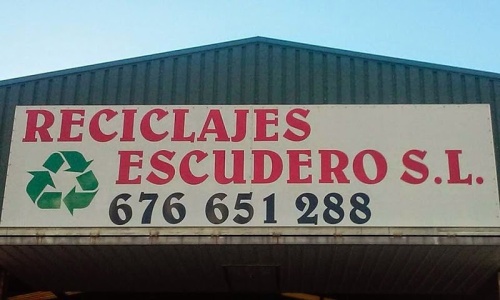 RECICLAJES
ESCUDERO S.L.
676 651 288